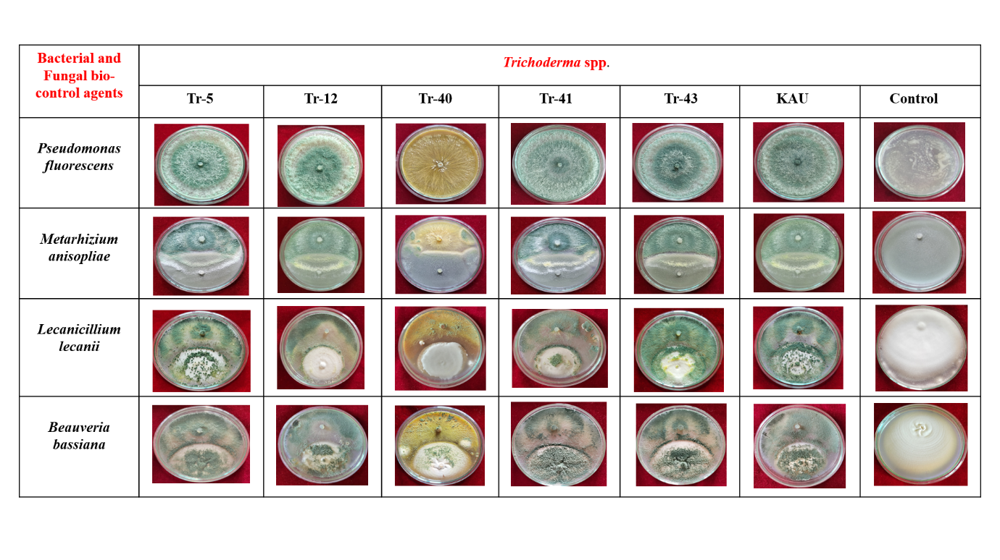 Bacterial and
Fungal bio-
control agents
Trichoderma spp.
Tr-5
Tr-12
Tr-40
Tr-41
Tr-43
KAU
Control
Pseudomonas
fluorescens
Metarhizium
anisopliae
Lecanicillium
lecanii
Beauveria
bassiana